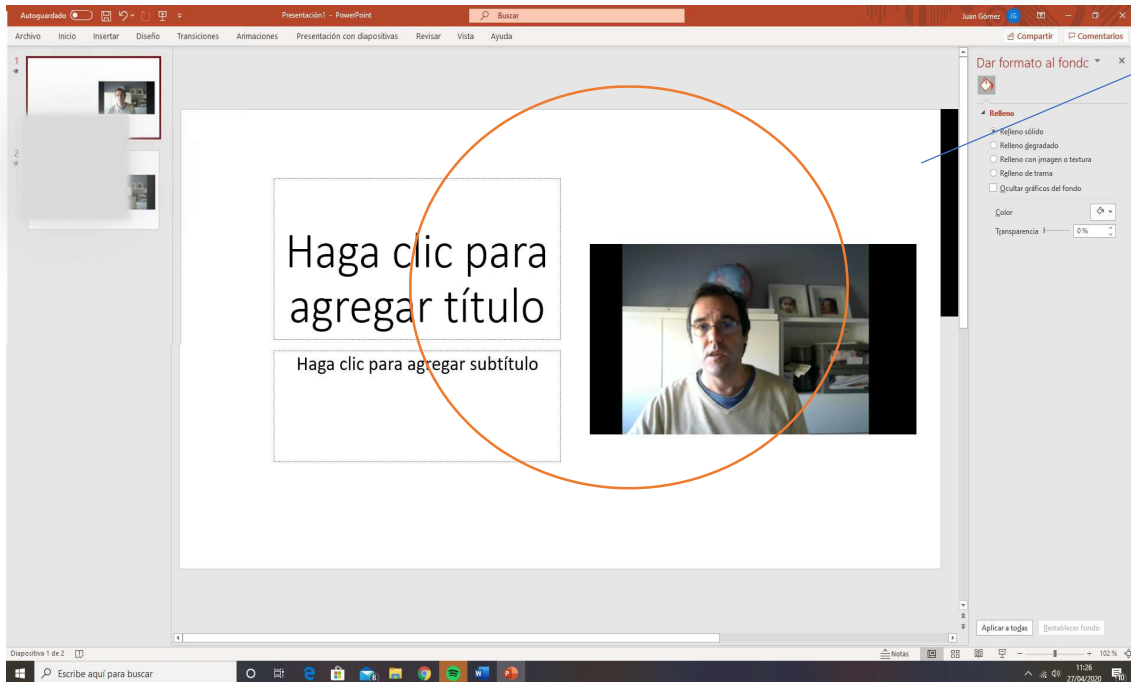 Autoguardado
Presentación1 - PowerPoint
Buscar
Juan Gómez
JG
Archivo Inicio Insertar Diseño Transiciones Animaciones Presentación con diapositivas Revisar Vista Ayuda
Compartir Comentarios
1
2
Haga clic para
agregar título
Haga clic para agregar subtítulo
Dar formato al fondo
Relleno
Relleno sólido
Relleno degradado
Relleno con imagen o textura
Relleno de trama
Ocultar gráficos del fondo
Color
Transparencia 0 %
Aplicar a todas Restablecer fondo
Diapositiva 1 de 2
Notas
102 %
Escribe aquí para buscar
11:26
27/04/2020